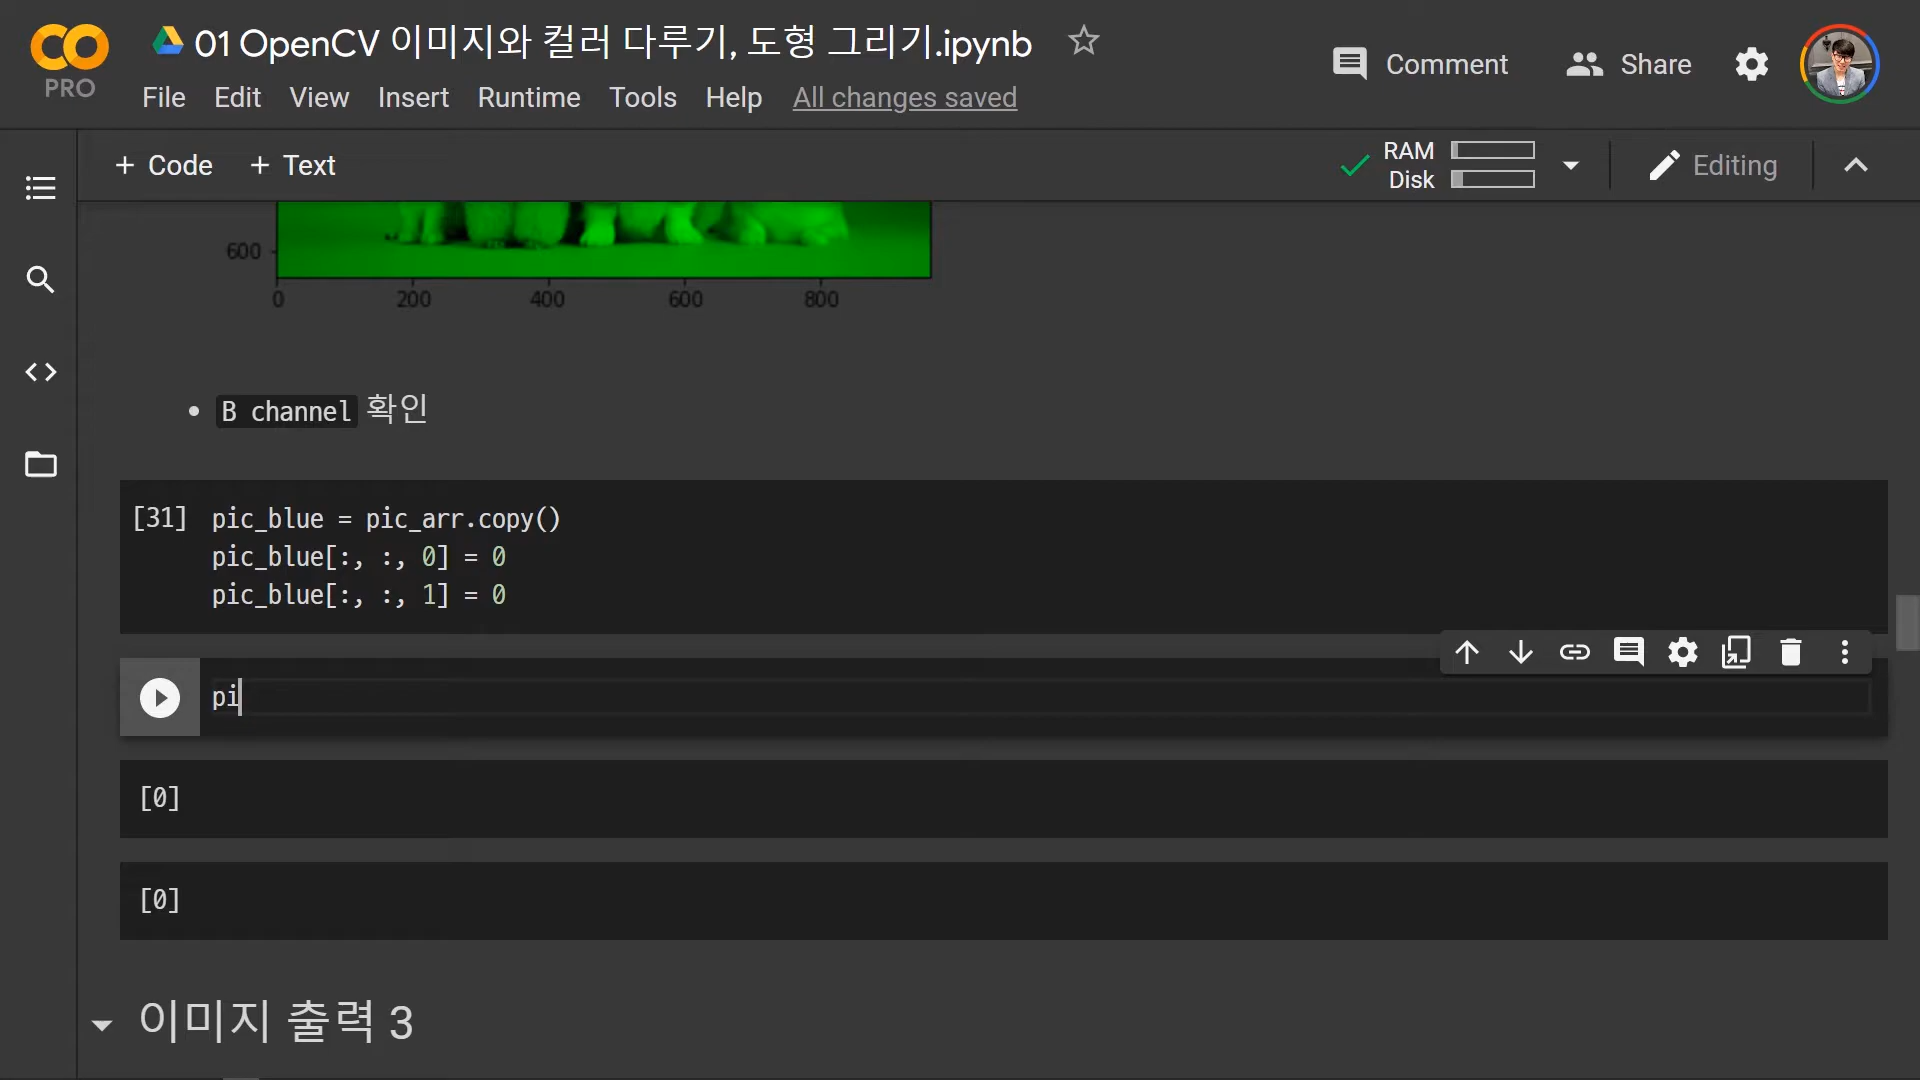 PRO
01 OpenCV 이미지와 컬러 다루기, 도형 그리기.ipynb
Comment
Share
File Edit View Insert Runtime Tools Help All changes saved
+ Code + Text
RAM
Disk
Editing
600
0 200 400 600 800
• B channel 확인
[31] pic_blue = pic_arr.copy()
pic_blue[:, :, 0] = 0
pic_blue[:, :, 1] = 0
pi
[0]
[0]
이미지 출력 3